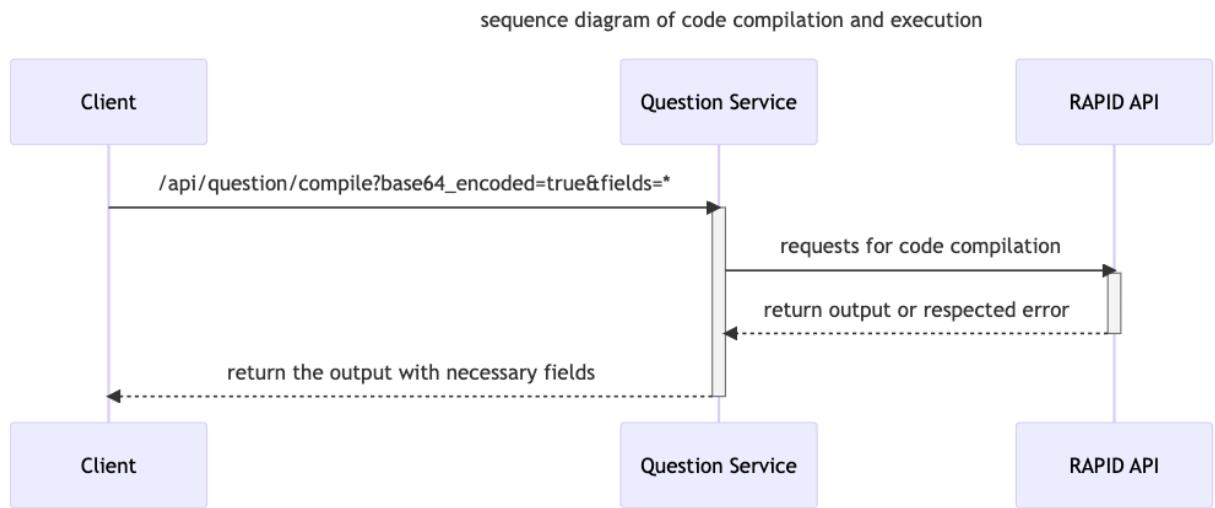 sequence diagram of code compilation and execution
Client
Question Service
RAPID API
/api/question/compile?base64_encoded=true&fields=*
requests for code compilation
return output or respected error
return the output with necessary fields
Client
Question Service
RAPID API